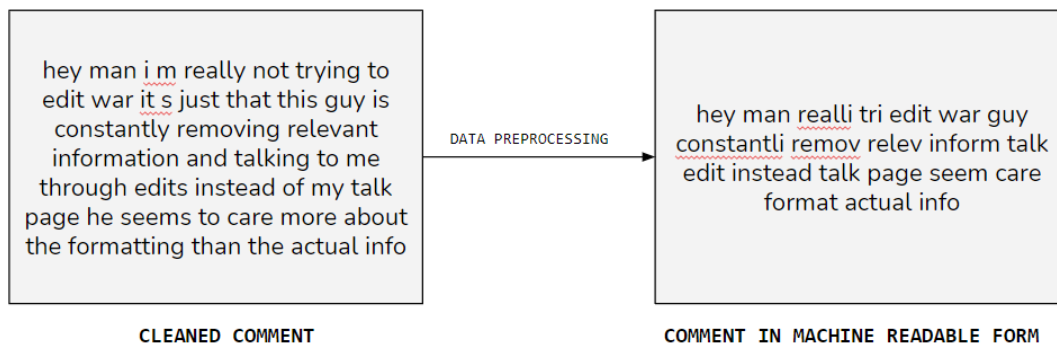 hey man i m really not trying to
edit war it s just that this guy is
constantly removing relevant
information and talking to me
through edits instead of my talk
page he seems to care more about
the formatting than the actual info
DATA PREPROCESSING
hey man realli tri edit war guy
constantli remov relev inform talk
edit instead talk page seem care
format actual info
CLEANED COMMENT
COMMENT IN MACHINE READABLE FORM